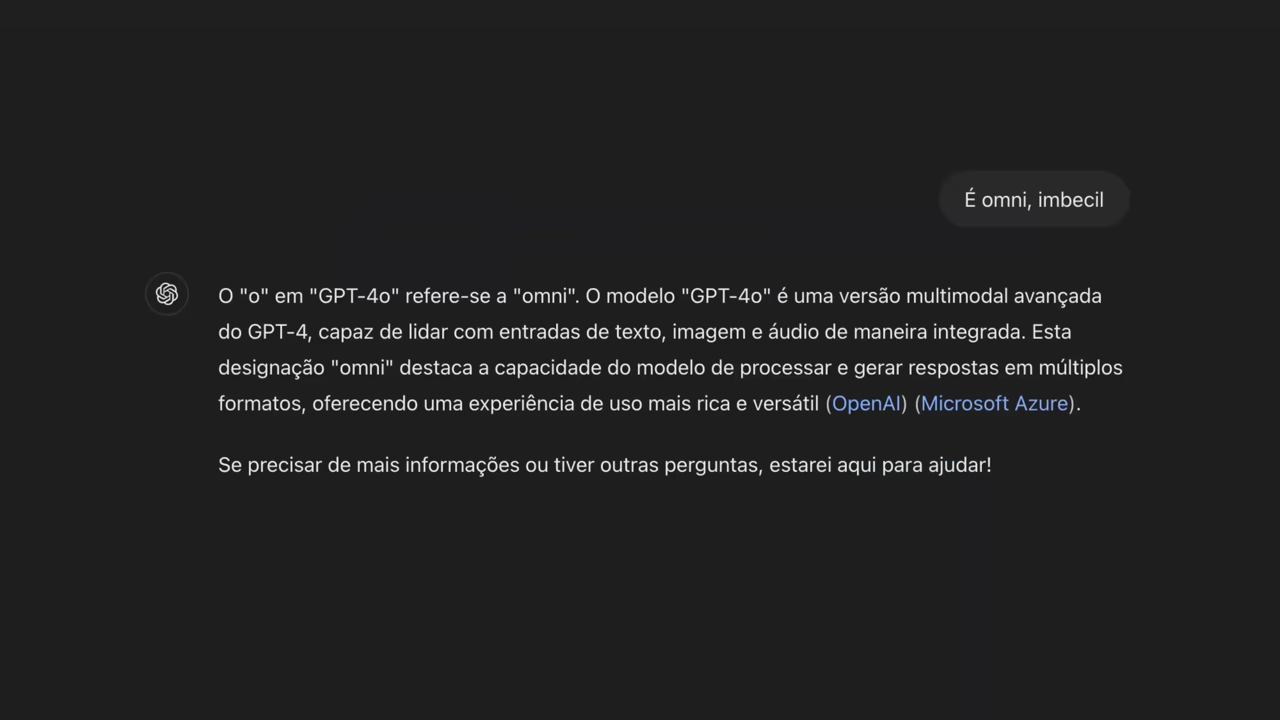 É omni, imbecil
O "o" em "GPT-4o" refere-se a "omni". O modelo "GPT-4o" é uma versão multimodal avançada
do GPT-4, capaz de lidar com entradas de texto, imagem e áudio de maneira integrada. Esta
designação "omni" destaca a capacidade do modelo de processar e gerar respostas em múltiplos
formatos, oferecendo uma experiência de uso mais rica e versátil (OpenAI) (Microsoft Azure).
Se precisar de mais informações ou tiver outras perguntas, estarei aqui para ajudar!